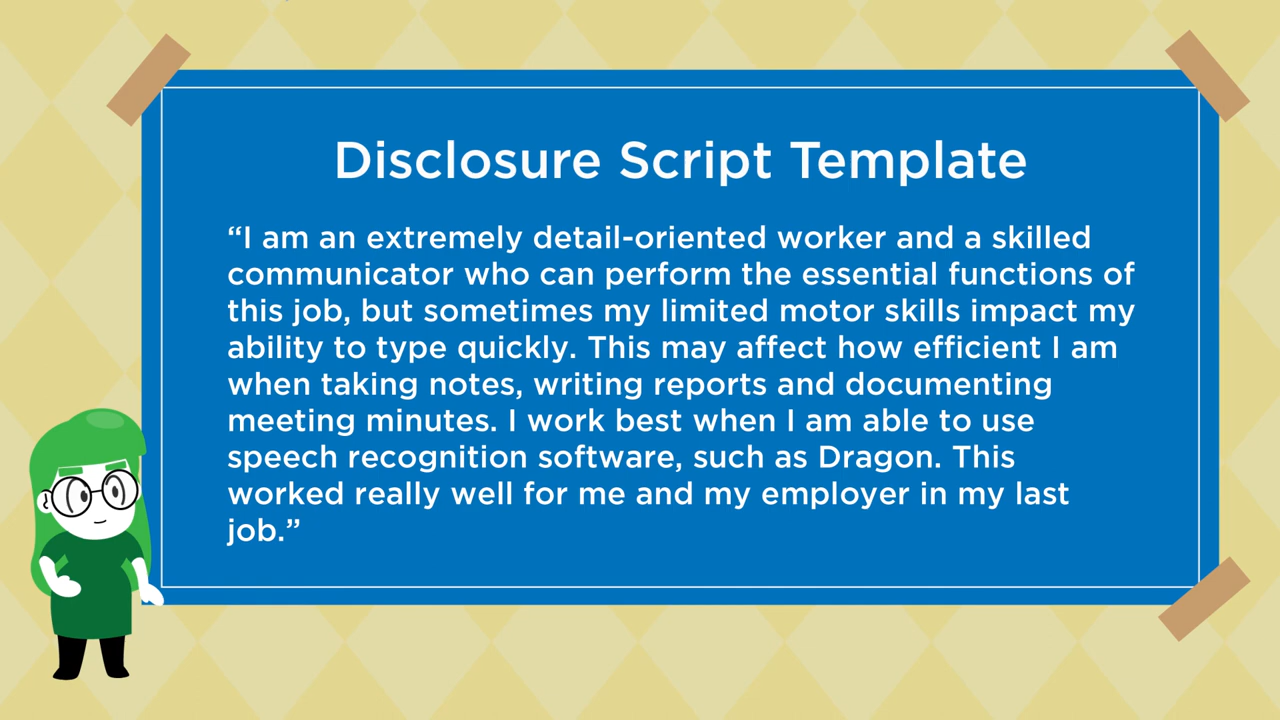 Disclosure Script Template
“I am an extremely detail-oriented worker and a skilled
communicator who can perform the essential functions of
this job, but sometimes my limited motor skills impact my
ability to type quickly. This may affect how efficient I am
when taking notes, writing reports and documenting
meeting minutes. I work best when I am able to use
speech recognition software, such as Dragon. This
worked really well for me and my employer in my last
job.”